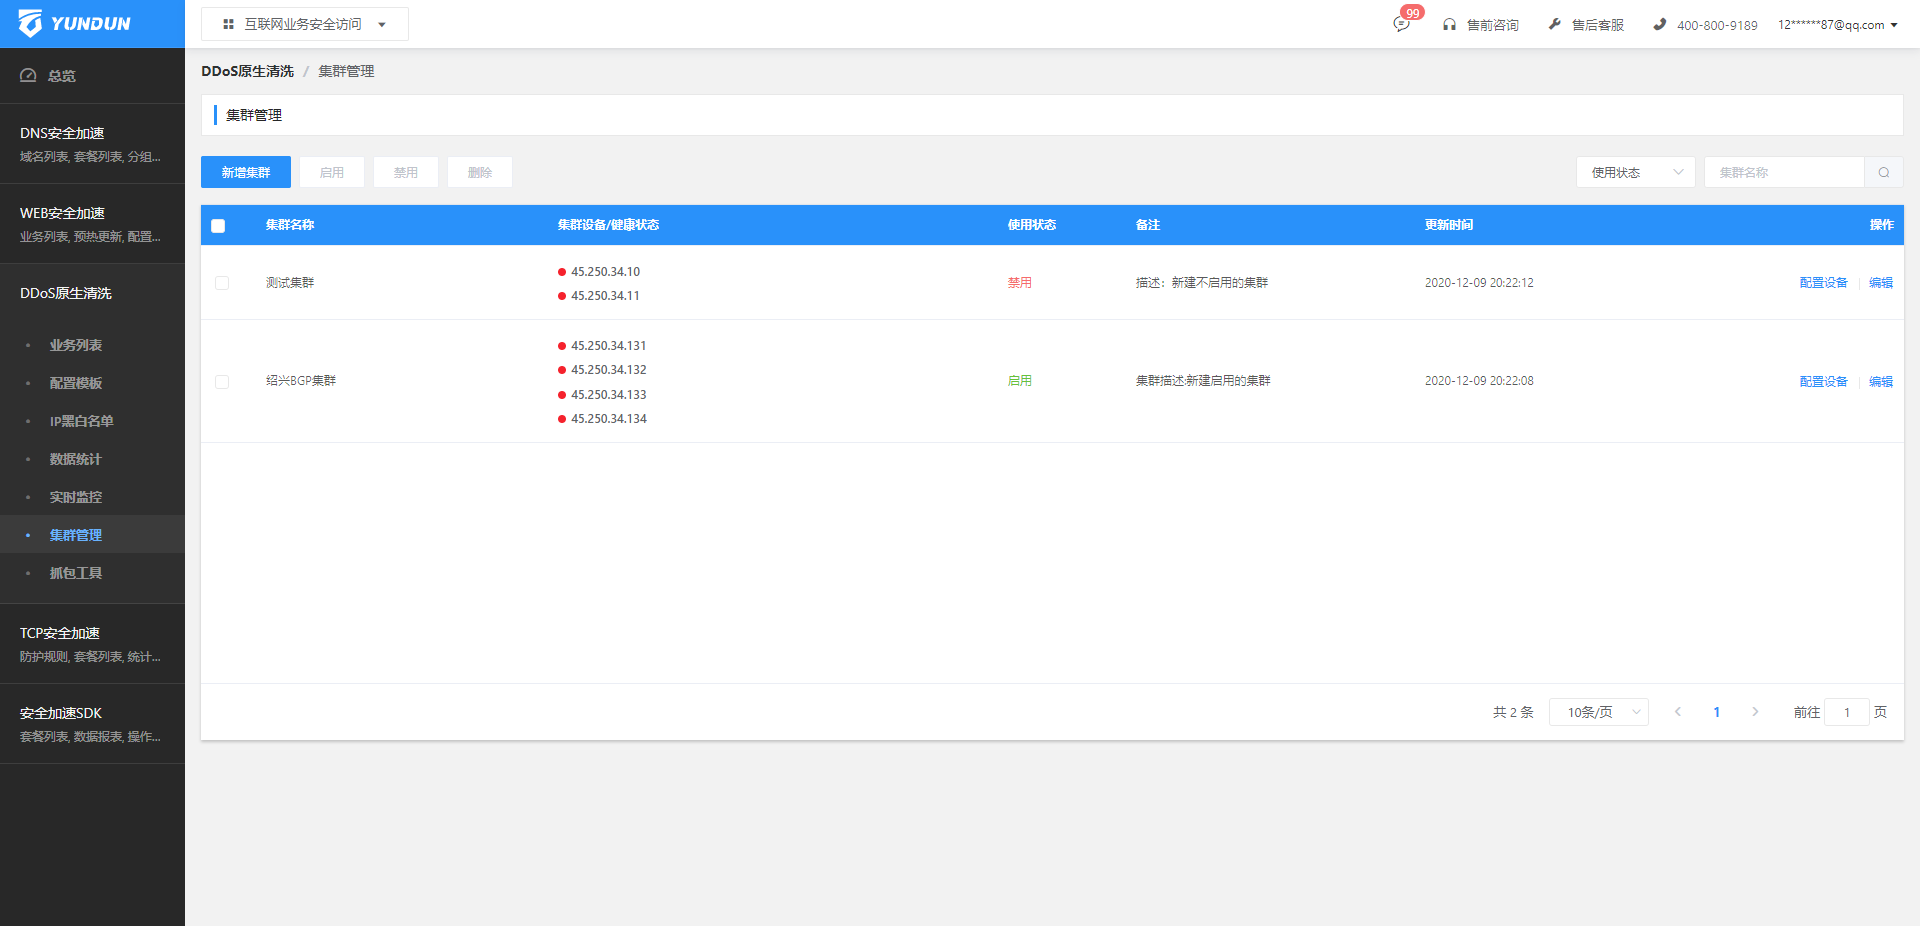 YUNDUN
互联网业务安全访问
99
售前咨询
售后客服
400-800-9189
12******87@qq.com
总览
DNS安全加速
域名列表, 套餐列表, 分组...
WEB安全加速
业务列表, 预热更新, 配置...
DDoS原生清洗
业务列表
配置模板
IP黑白名单
数据统计
实时监控
集群管理
抓包工具
TCP安全加速
防护规则, 套餐列表, 统计...
安全加速SDK
套餐列表, 数据报表, 操作...
DDoS原生清洗 / 集群管理
集群管理
新增集群 启用 禁用 删除
使用状态 集群名称
集群名称 集群设备/健康状态 使用状态 备注 更新时间 操作
测试集群
45.250.34.10
45.250.34.11
禁用
描述：新建不启用的集群
2020-12-09 20:22:12
配置设备 编辑
绍兴BGP集群
45.250.34.131
45.250.34.132
45.250.34.133
45.250.34.134
启用
集群描述:新建启用的集群
2020-12-09 20:22:08
配置设备 编辑
共 2 条 10条/页 1 前往 1 页